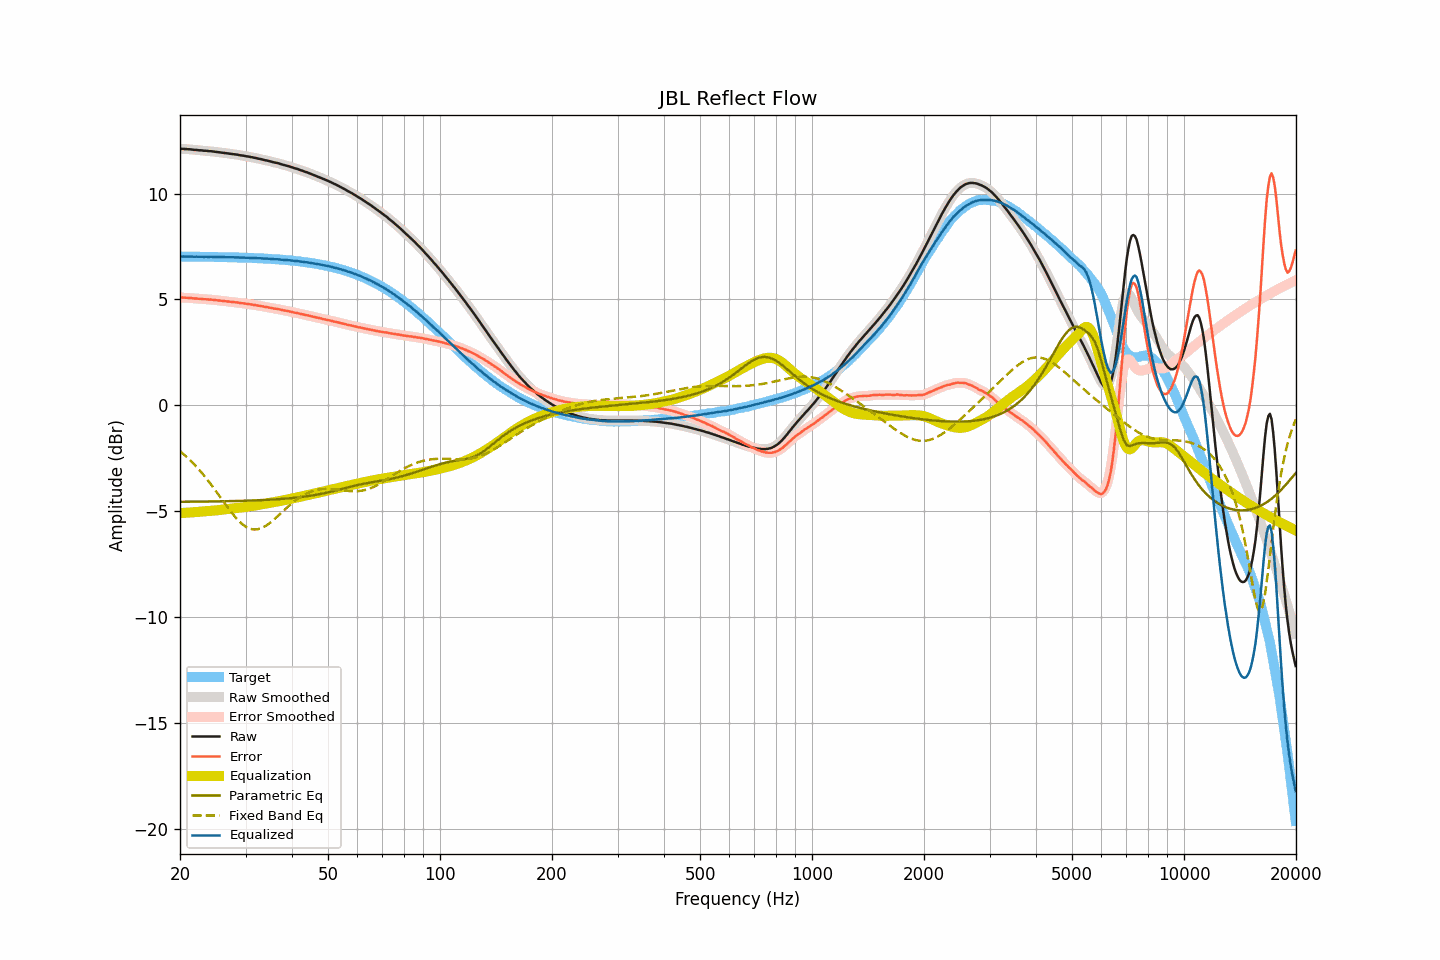 JBL Reflect Flow
10
5
0
−5
−10
−15
−20
Amplitude (dBr)
Target
Raw Smoothed
Error Smoothed
Raw
Error
Equalization
Parametric Eq
Fixed Band Eq
Equalized
20 50 100 200 500 1000 2000 5000 10000 20000
Frequency (Hz)